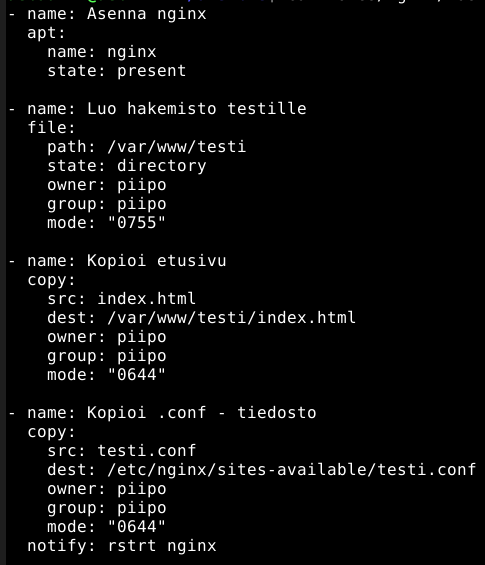 - name: Asenna nginx
  apt:
    name: nginx
    state: present

- name: Luo hakemisto testille
  file:
    path: /var/www/testi
    state: directory
    owner: piipo
    group: piipo
    mode: "0755"

- name: Kopioi etusivu
  copy:
    src: index.html
    dest: /var/www/testi/index.html
    owner: piipo
    group: piipo
    mode: "0644"

- name: Kopioi .conf - tiedosto
  copy:
    src: testi.conf
    dest: /etc/nginx/sites-available/testi.conf
    owner: piipo
    group: piipo
    mode: "0644"
  notify: rstrt nginx